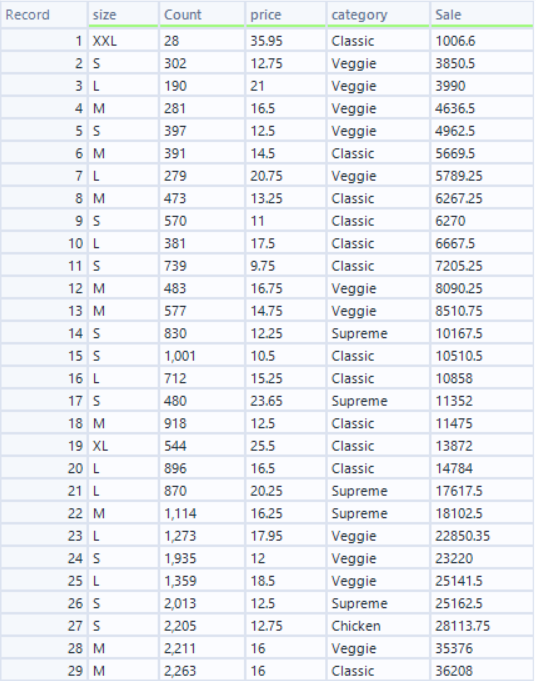 Record size Count price category Sale
1 XXL 28 35.95 Classic 1006.6
2 S 302 12.75 Veggie 3850.5
3 L 190 21 Veggie 3990
4 M 281 16.5 Veggie 4636.5
5 S 397 12.5 Veggie 4962.5
6 M 391 14.5 Classic 5669.5
7 L 279 20.75 Veggie 5789.25
8 M 473 13.25 Classic 6267.25
9 S 570 11 Classic 6270
10 L 381 17.5 Classic 6667.5
11 S 739 9.75 Classic 7205.25
12 M 483 16.75 Veggie 8090.25
13 M 577 14.75 Veggie 8510.75
14 S 830 12.25 Supreme 10167.5
15 S 1,001 10.5 Classic 10510.5
16 L 712 15.25 Classic 10858
17 S 480 23.65 Supreme 11352
18 M 918 12.5 Classic 11475
19 XL 544 25.5 Classic 13872
20 L 896 16.5 Classic 14784
21 L 870 20.25 Supreme 17617.5
22 M 1,114 16.25 Supreme 18102.5
23 L 1,273 17.95 Veggie 22850.35
24 S 1,935 12 Veggie 23220
25 L 1,359 18.5 Veggie 25141.5
26 S 2,013 12.5 Supreme 25162.5
27 S 2,205 12.75 Chicken 28113.75
28 M 2,211 16 Veggie 35376
29 M 2,263 16 Classic 36208